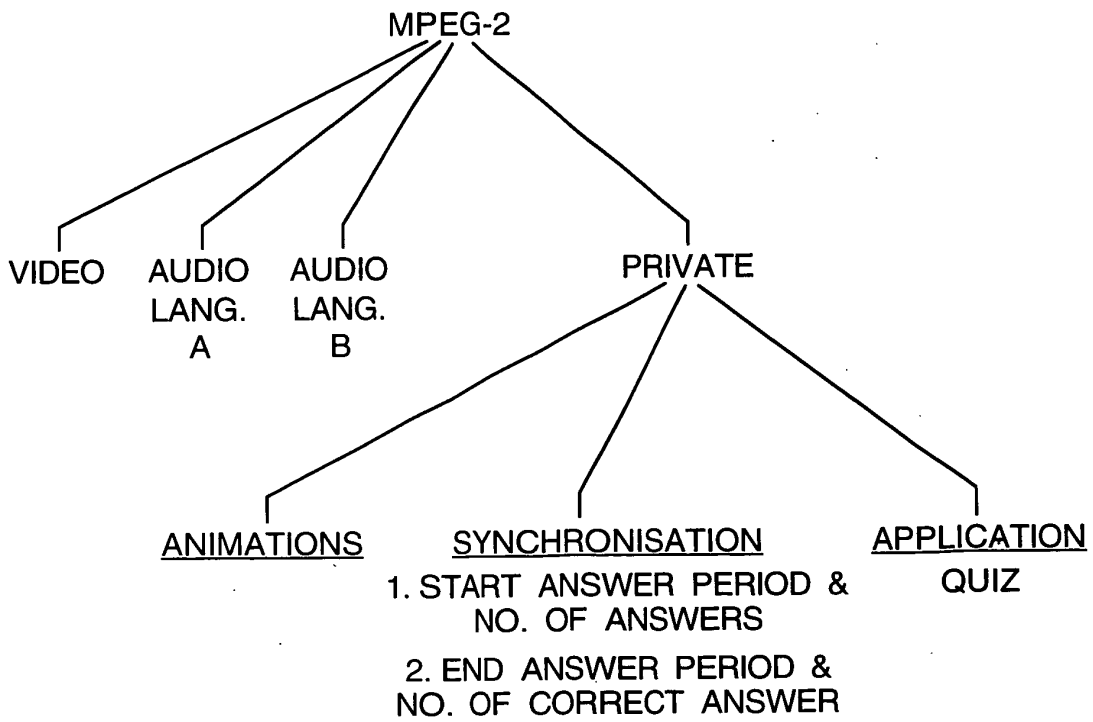 MPEG-2
VIDEO
AUDIO
LANG.
A
AUDIO
LANG.
B
PRIVATE
ANIMATIONS
SYNCHRONISATION
1. START ANSWER PERIOD &
NO. OF ANSWERS
2. END ANSWER PERIOD &
NO. OF CORRECT ANSWER
APPLICATION
QUIZ